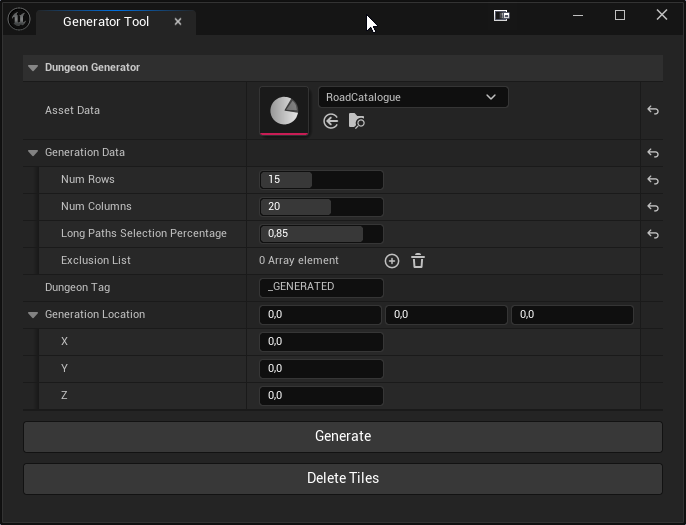 Generator Tool
Dungeon Generator
Asset Data
RoadCatalogue
Generation Data
Num Rows 15
Num Columns 20
Long Paths Selection Percentage 0,85
Exclusion List 0 Array element
Dungeon Tag _GENERATED
Generation Location 0,0 0,0 0,0
X 0,0
Y 0,0
Z 0,0
Generate
Delete Tiles